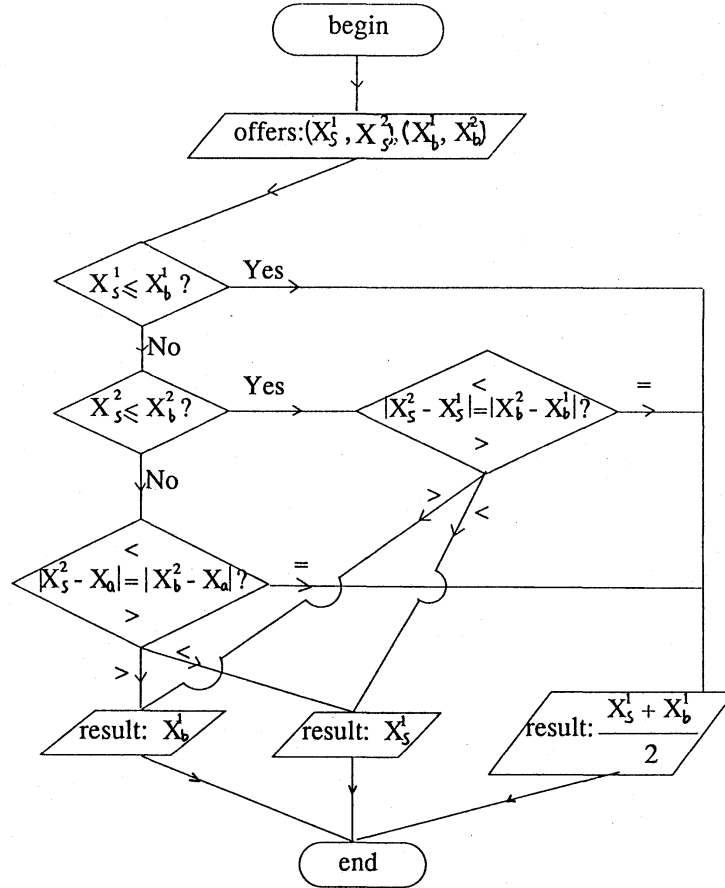 begin
offers:(X_s^1, X_s^2),(X_b^1, X_b^2)
X_s^1 ≤ X_b^1 ?
Yes
No
X_s^2 ≤ X_b^2 ?
Yes
<
|X_s^2 - X_s^1| = |X_b^2 - X_b^1| ?
>
=
No
>
<
<
|X_s^2 - X_a| = |X_b^2 - X_a| ?
>
=
>
<
result: X_b^1
result: X_s^1
result: (X_s^1 + X_b^1)/2
end